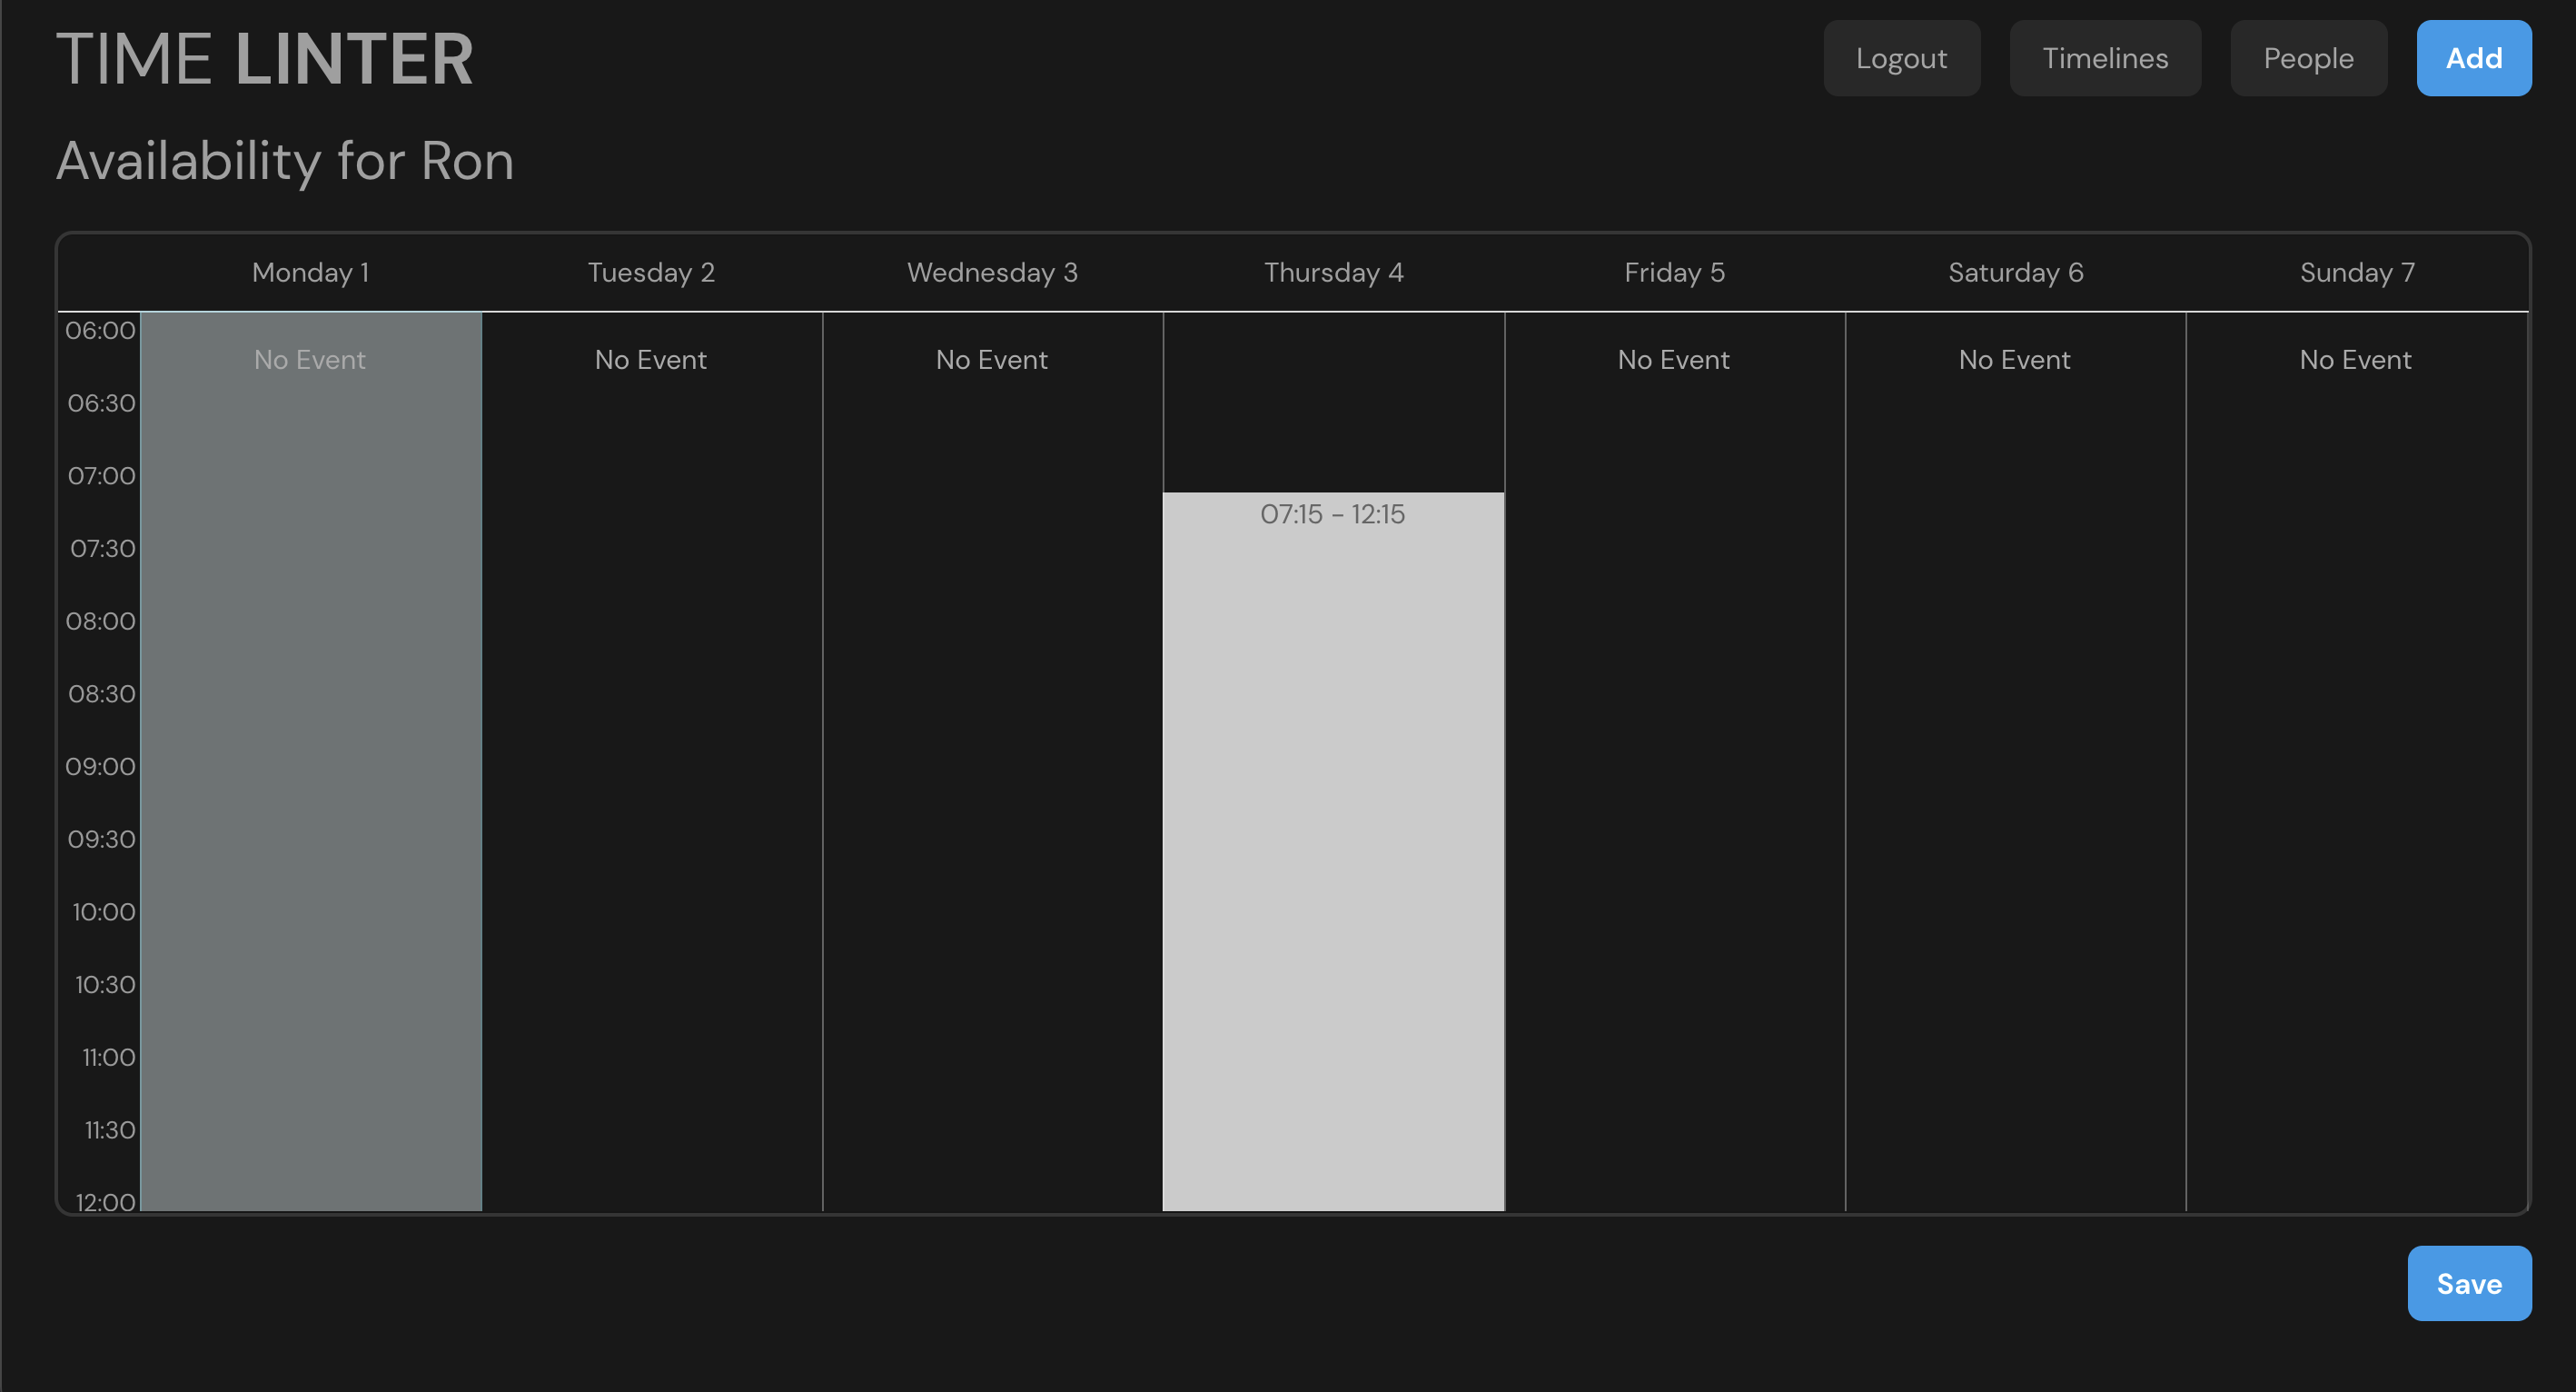 TIME LINTER
Logout
Timelines
People
Add
Availability for Ron
Monday 1
Tuesday 2
Wednesday 3
Thursday 4
Friday 5
Saturday 6
Sunday 7
06:00
No Event
No Event
No Event
No Event
No Event
No Event
06:30
07:00
07:15 - 12:15
07:30
08:00
08:30
09:00
09:30
10:00
10:30
11:00
11:30
12:00
Save